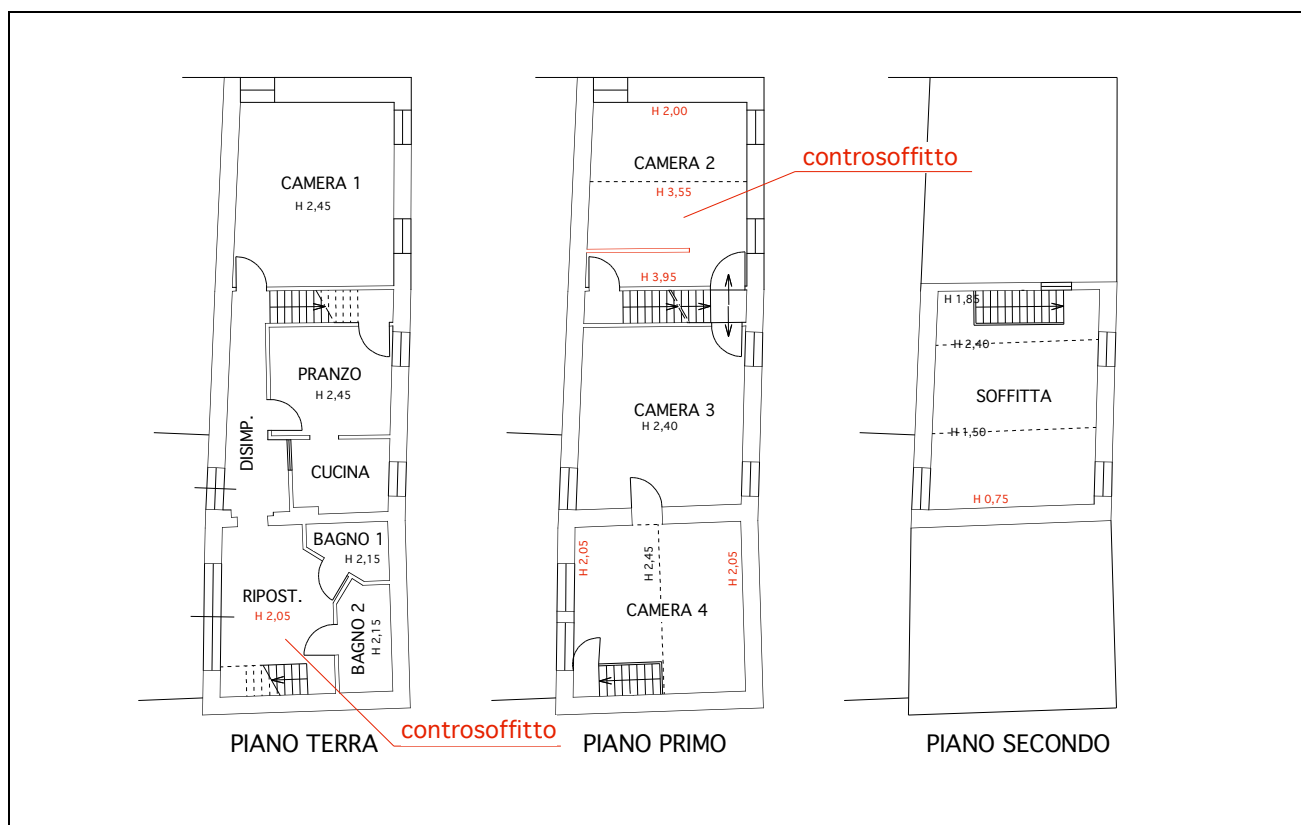 CAMERA 1
H 2,45
PRANZO
H 2,45
DISIMP.
CUCINA
BAGNO 1
H 2,15
RIPOST.
H 2,05
BAGNO 2
H 2,15
controsoffitto
PIANO TERRA
H 2,00
CAMERA 2
controsoffitto
H 3,55
H 3,95
CAMERA 3
H 2,40
H 2,05
H 2,45
H 2,05
CAMERA 4
PIANO PRIMO
H 1,85
H 2,40
SOFFITTA
H 1,50
H 0,75
PIANO SECONDO